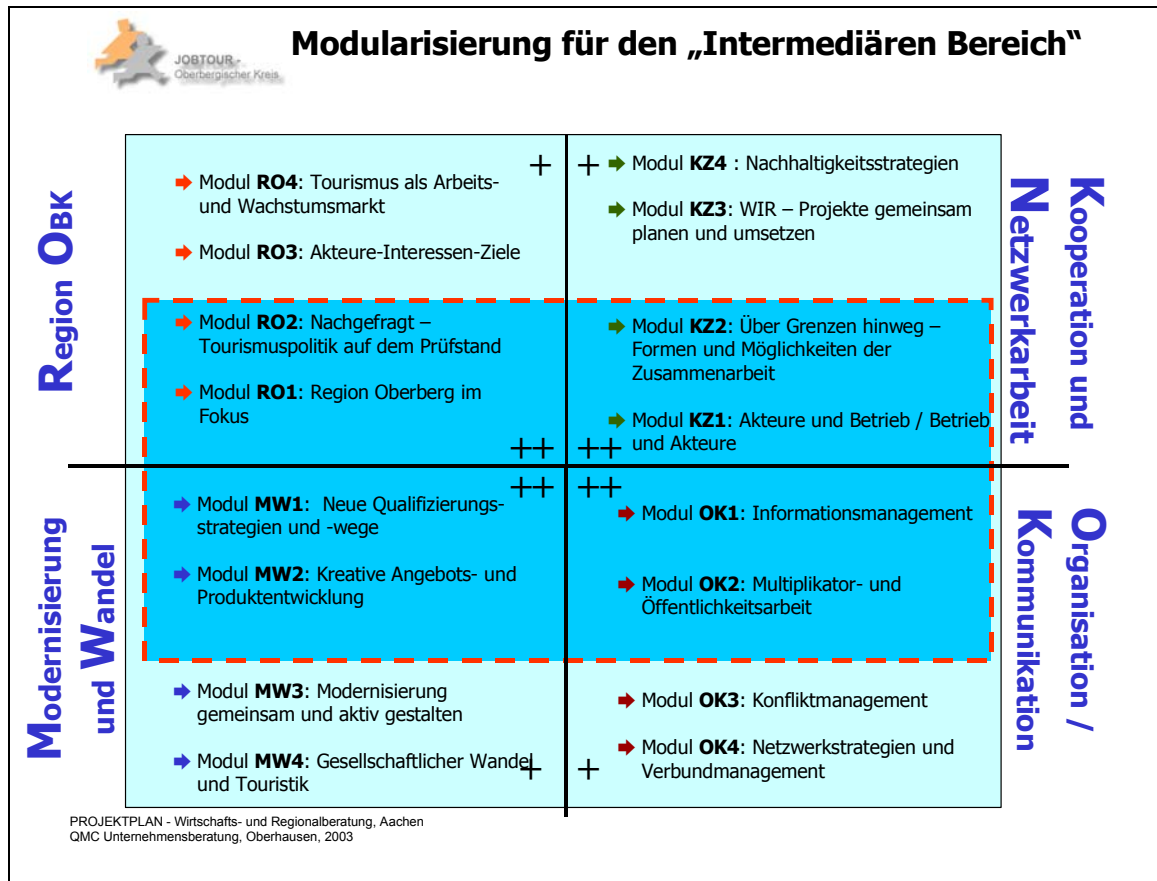 JOBTOUR -
Oberbergischer Kreis
Modularisierung für den „Intermediären Bereich“
Region OBK
Modul RO4: Tourismus als Arbeits-
und Wachstumsmarkt
Modul RO3: Akteure-Interessen-Ziele
+
Modul RO2: Nachgefragt –
Tourismuspolitik auf dem Prüfstand
Modul RO1: Region Oberberg im
Fokus
++
+
Modul KZ4 : Nachhaltigkeitsstrategien
Modul KZ3: WIR – Projekte gemeinsam
planen und umsetzen
Modul KZ2: Über Grenzen hinweg –
Formen und Möglichkeiten der
Zusammenarbeit
Modul KZ1: Akteure und Betrieb / Betrieb
und Akteure
++
Kooperation und
Netzwerkarbeit
Modernisierung
und Wandel
++
Modul MW1: Neue Qualifizierungs-
strategien und -wege
Modul MW2: Kreative Angebots- und
Produktentwicklung
Modul MW3: Modernisierung
gemeinsam und aktiv gestalten
Modul MW4: Gesellschaftlicher Wandel
und Touristik
+
++
Modul OK1: Informationsmanagement
Modul OK2: Multiplikator- und
Öffentlichkeitsarbeit
Modul OK3: Konfliktmanagement
Modul OK4: Netzwerkstrategien und
Verbundmanagement
+
Organisation /
Kommunikation
PROJEKTPLAN - Wirtschafts- und Regionalberatung, Aachen
QMC Unternehmensberatung, Oberhausen, 2003